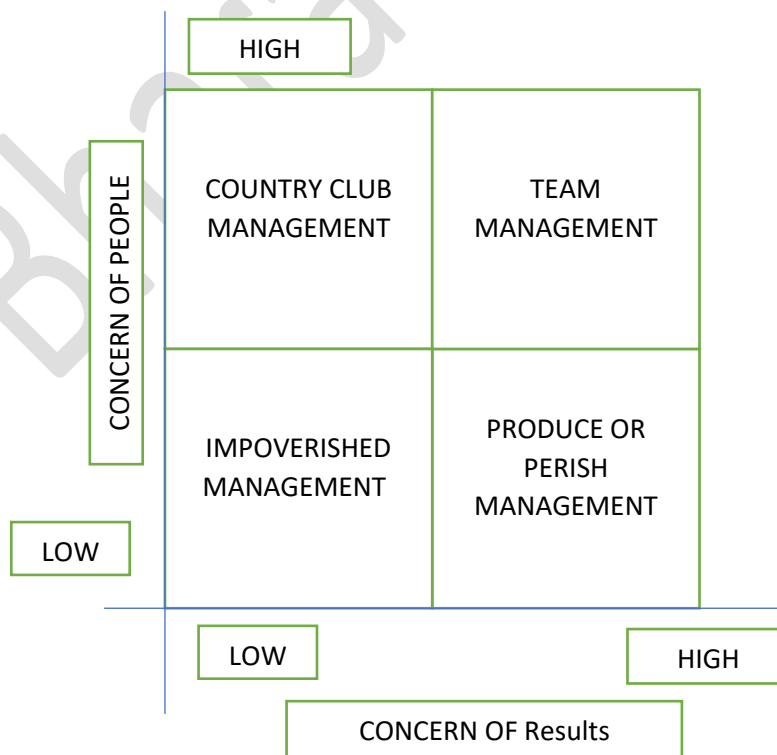 HIGH
COUNTRY CLUB
MANAGEMENT
TEAM
MANAGEMENT
CONCERN OF PEOPLE
IMPOVERISHED
MANAGEMENT
PRODUCE OR
PERISH
MANAGEMENT
LOW
LOW
HIGH
CONCERN OF Results